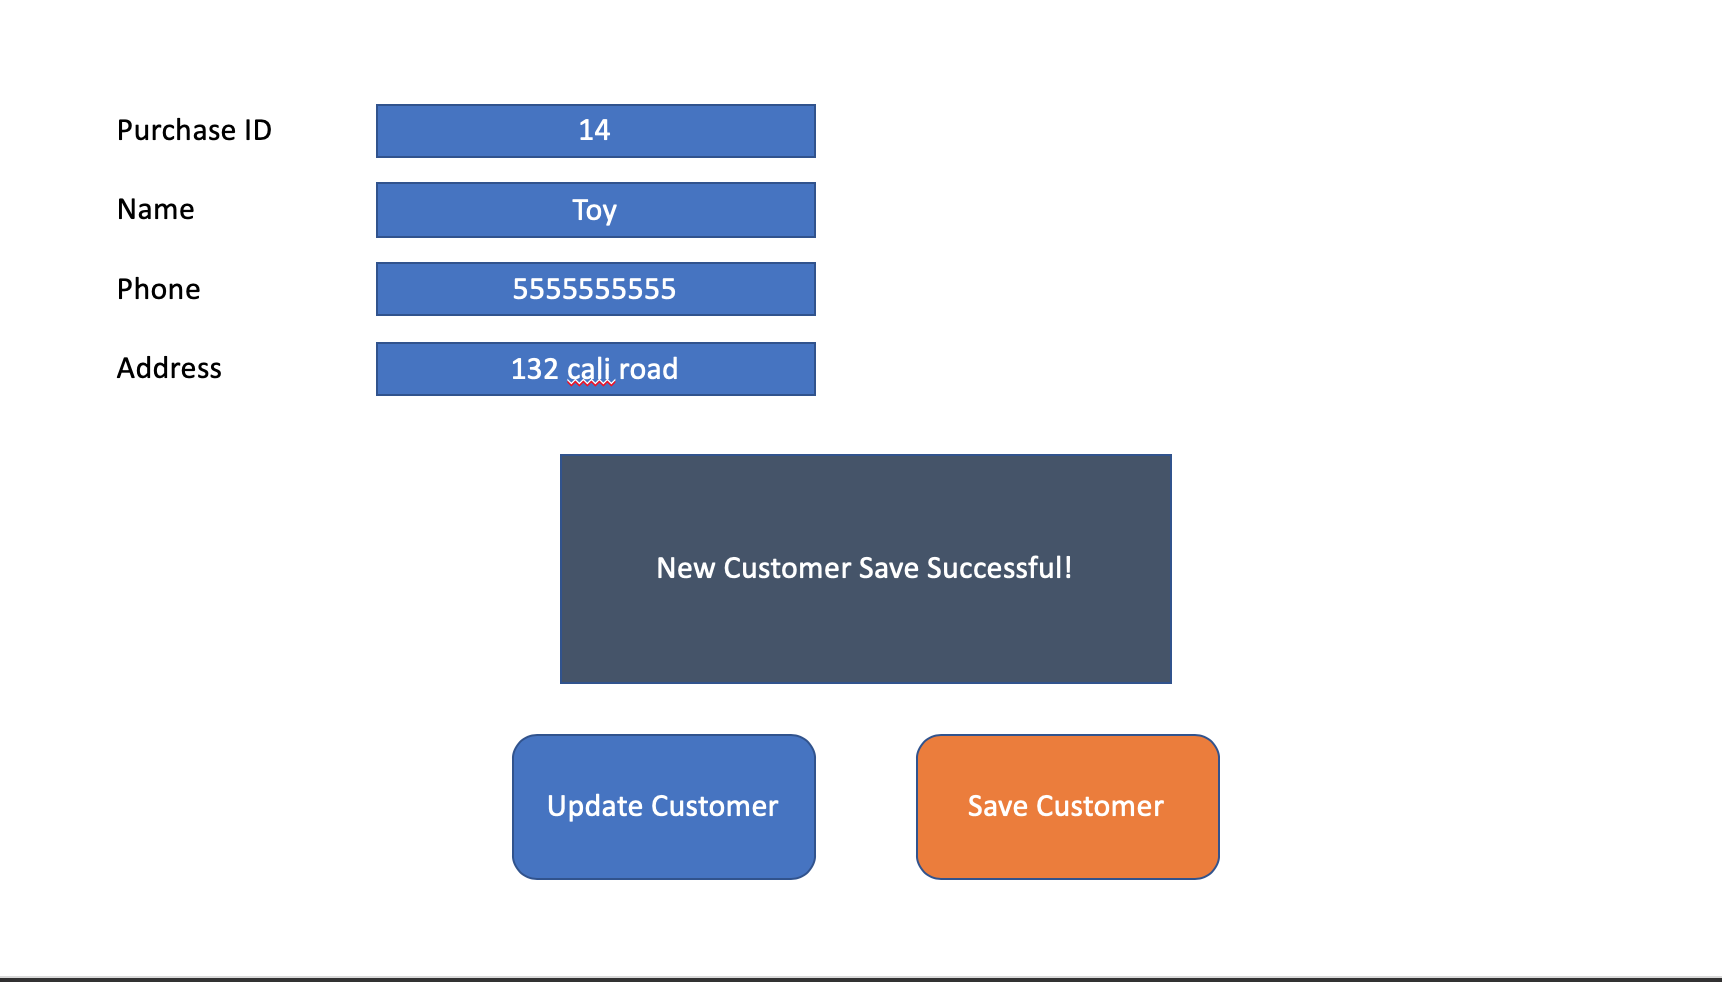 Purchase ID 14
Name Toy
Phone 5555555555
Address 132 cali road
New Customer Save Successful!
Update Customer Save Customer